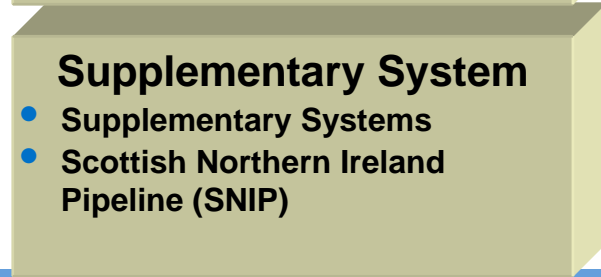 Supplementary System
Supplementary Systems
Scottish Northern Ireland
Pipeline (SNIP)